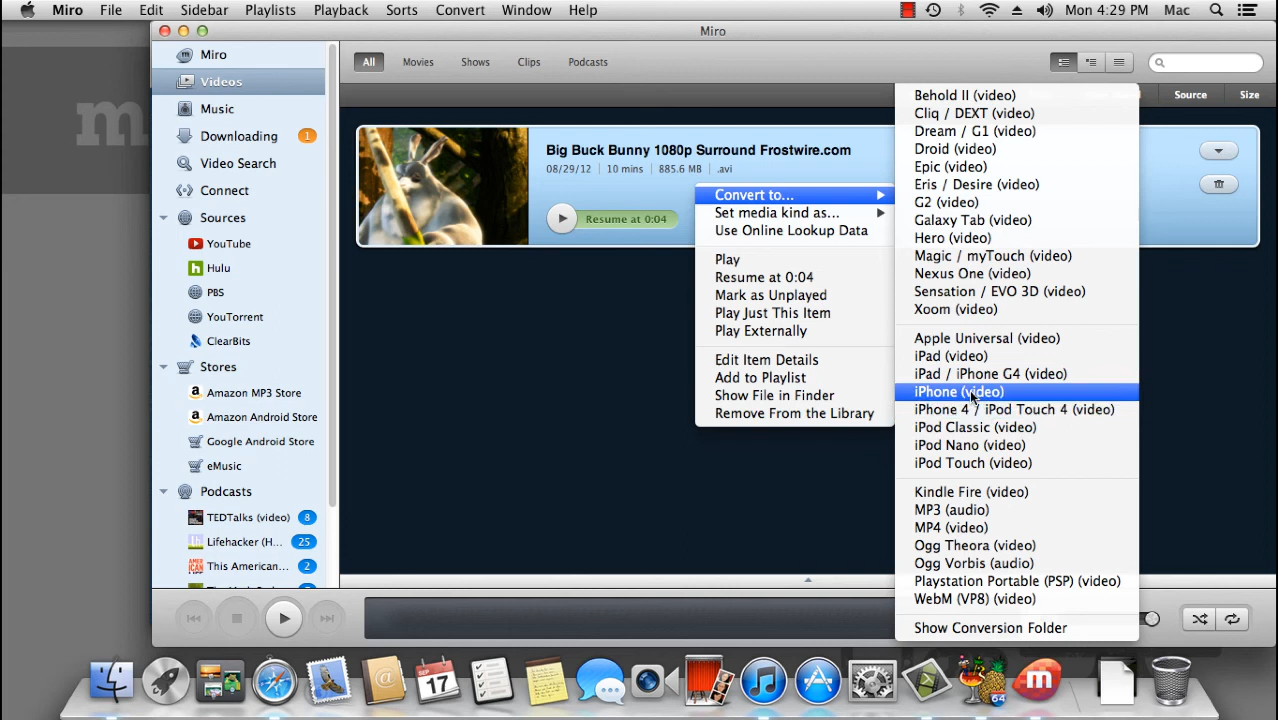 Miro File Edit Sidebar Playlists Playback Sorts Convert Window Help Mon 4:29 PM Mac
Miro
Miro
Videos
Music
Downloading 1
Video Search
Connect
Sources
YouTube
Hulu
PBS
YouTorrent
ClearBits
Stores
Amazon MP3 Store
Amazon Android Store
Google Android Store
eMusic
Podcasts
TEDTalks (video) 8
Lifehacker (H... 25
This American... 2
All Movies Shows Clips Podcasts
Source Size
Big Buck Bunny 1080p Surround Frostwire.com
08/29/12 10 mins 885.6 MB .avi
Resume at 0:04
Convert to...
Set media kind as...
Use Online Lookup Data
Play
Resume at 0:04
Mark as Unplayed
Play Just This Item
Play Externally
Edit Item Details
Add to Playlist
Show File in Finder
Remove From the Library
Behold II (video)
Cliq / DEXT (video)
Dream / G1 (video)
Droid (video)
Epic (video)
Eris / Desire (video)
G2 (video)
Galaxy Tab (video)
Hero (video)
Magic / myTouch (video)
Nexus One (video)
Sensation / EVO 3D (video)
Xoom (video)
Apple Universal (video)
iPad (video)
iPad / iPhone G4 (video)
iPhone (video)
iPhone 4 / iPod Touch 4 (video)
iPod Classic (video)
iPod Nano (video)
iPod Touch (video)
Kindle Fire (video)
MP3 (audio)
MP4 (video)
Ogg Theora (video)
Ogg Vorbis (audio)
Playstation Portable (PSP) (video)
WebM (VP8) (video)
Show Conversion Folder
m
SEP
17
64
m